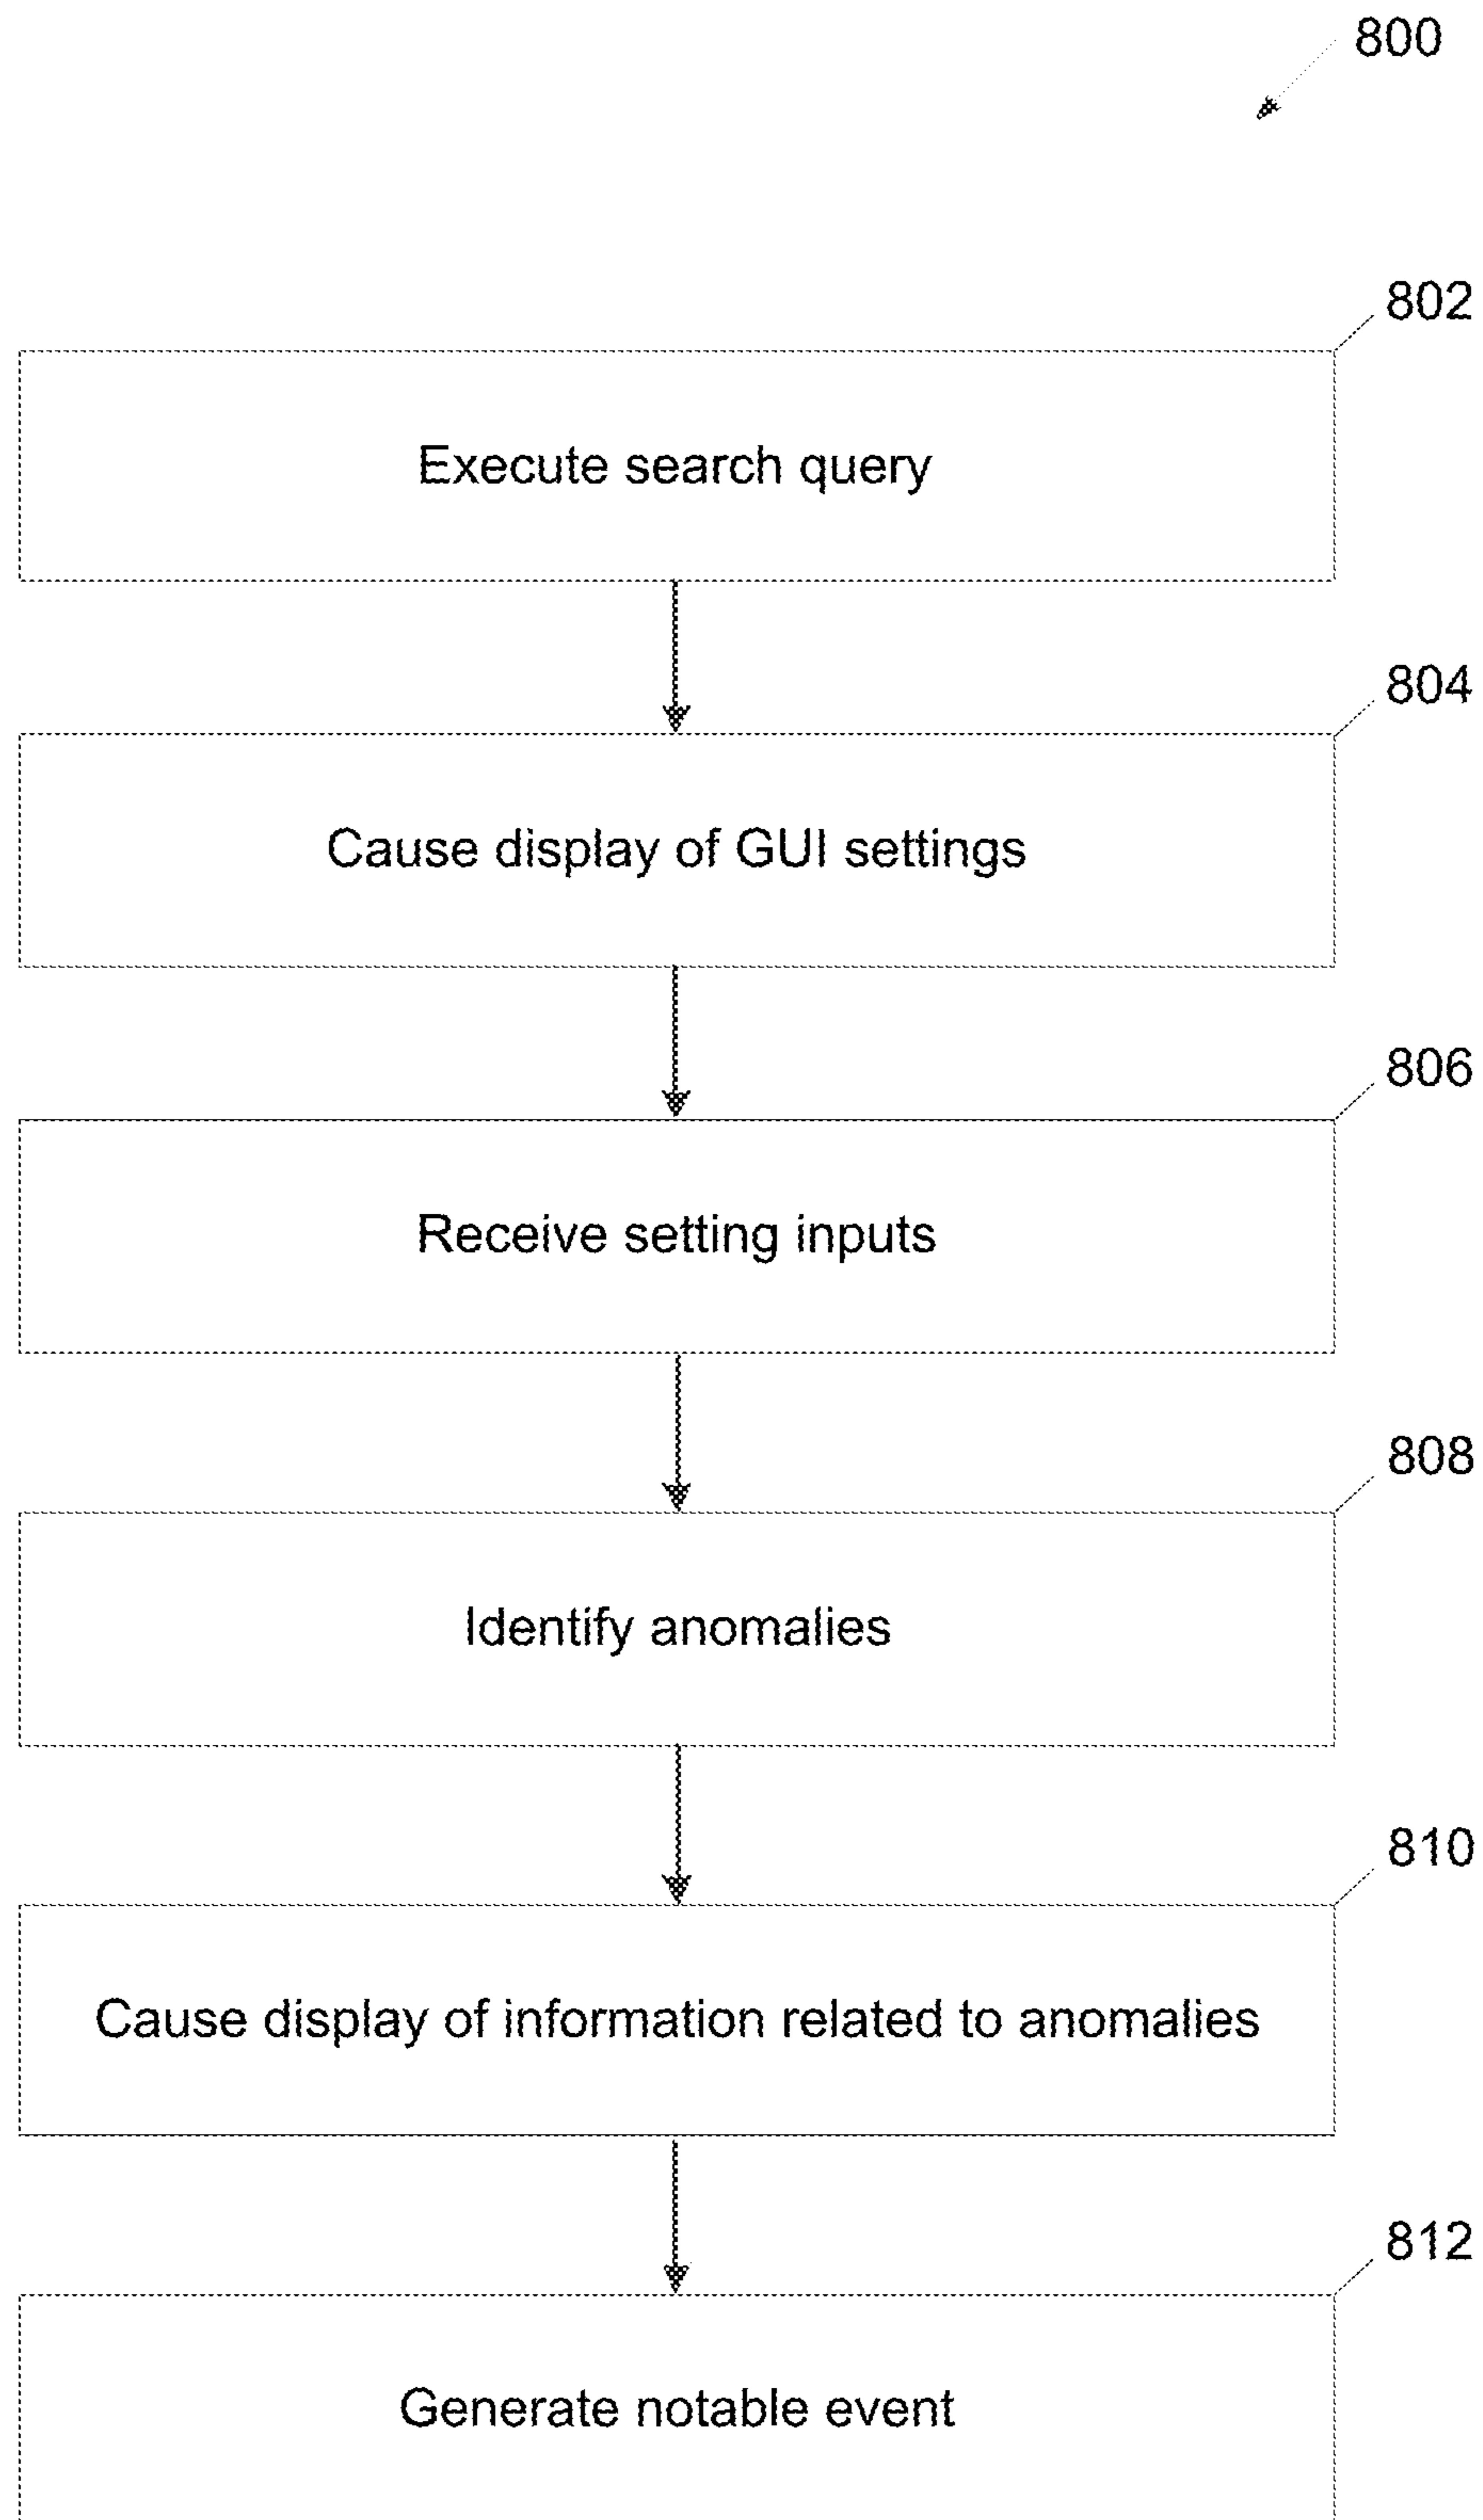 800
802
Execute search query
804
Cause display of GUI settings
806
Receive setting inputs
808
Identify anomalies
810
Cause display of information related to anomalies
812
Generate notable event